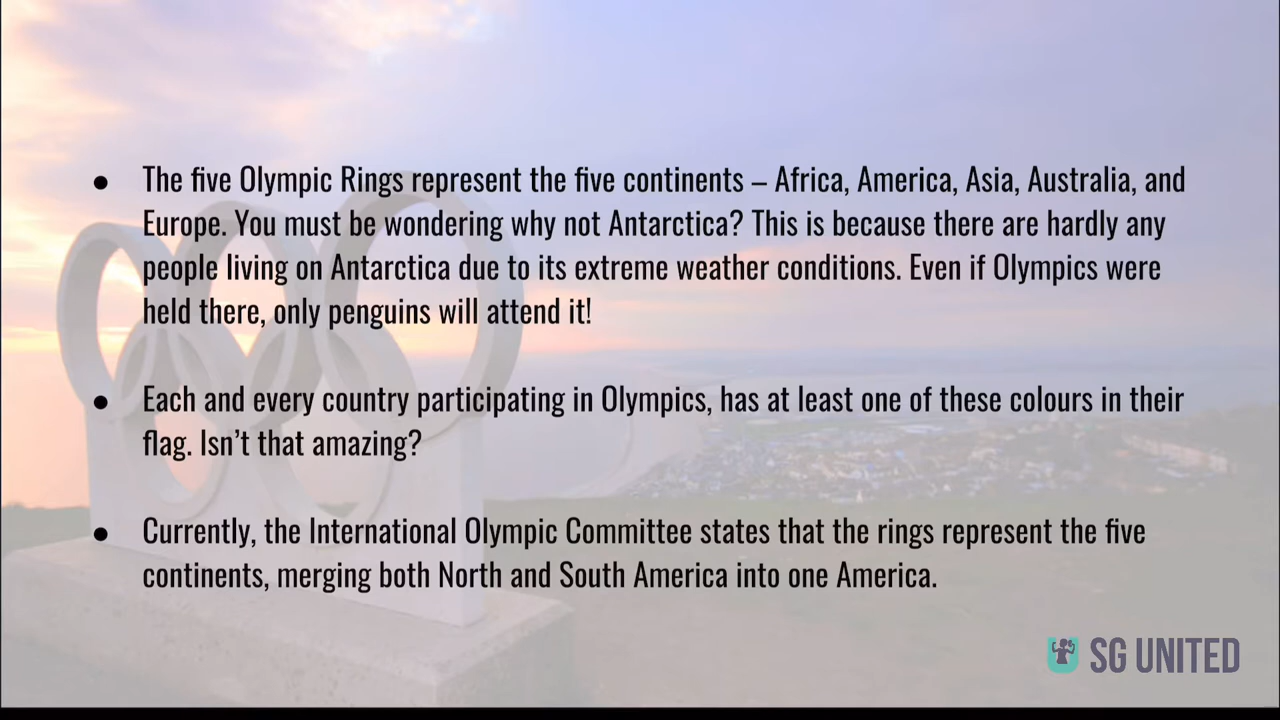 ● The five Olympic Rings represent the five continents – Africa, America, Asia, Australia, and
Europe. You must be wondering why not Antarctica? This is because there are hardly any
people living on Antarctica due to its extreme weather conditions. Even if Olympics were
held there, only penguins will attend it!
● Each and every country participating in Olympics, has at least one of these colours in their
flag. Isn’t that amazing?
● Currently, the International Olympic Committee states that the rings represent the five
continents, merging both North and South America into one America.
SG UNITED